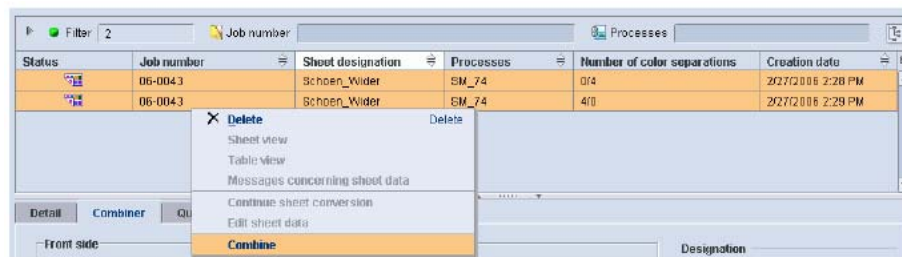 Filter 2 Job number Processes
Status Job number Sheet designation Processes Number of color separations Creation date
06-0043 Schoen_Wider SM_74 0/4 2/27/2006 2:28 PM
06-0043 Schoen_Wider SM_74 4/0 2/27/2006 2:29 PM
Delete Delete
Sheet view
Table view
Messages concerning sheet data
Continue sheet conversion
Edit sheet data
Combine
Detail Combiner Qu
Front side Designation